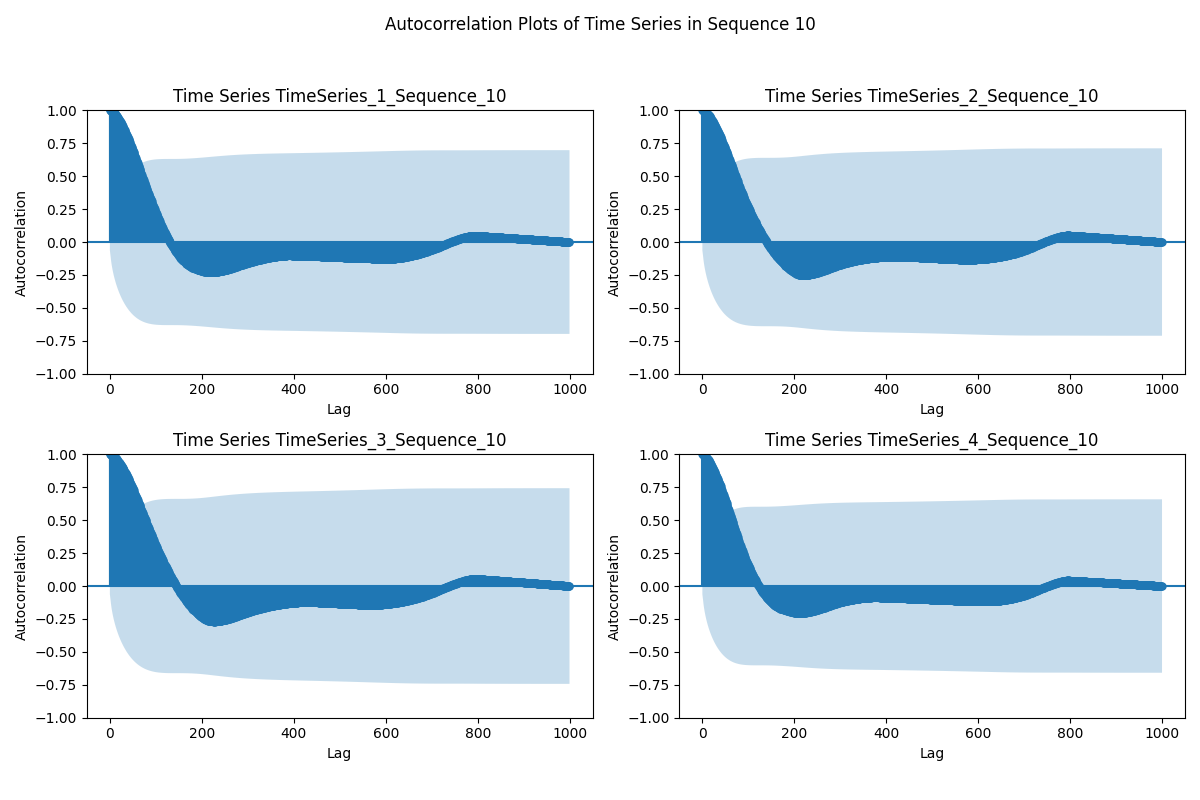 Autocorrelation Plots of Time Series in Sequence 10
Time Series TimeSeries_1_Sequence_10
1.00
0.75
0.50
0.25
0.00
−0.25
−0.50
−0.75
−1.00
Autocorrelation
0 200 400 600 800 1000
Lag
Time Series TimeSeries_2_Sequence_10
1.00
0.75
0.50
0.25
0.00
−0.25
−0.50
−0.75
−1.00
Autocorrelation
0 200 400 600 800 1000
Lag
Time Series TimeSeries_3_Sequence_10
1.00
0.75
0.50
0.25
0.00
−0.25
−0.50
−0.75
−1.00
Autocorrelation
0 200 400 600 800 1000
Lag
Time Series TimeSeries_4_Sequence_10
1.00
0.75
0.50
0.25
0.00
−0.25
−0.50
−0.75
−1.00
Autocorrelation
0 200 400 600 800 1000
Lag